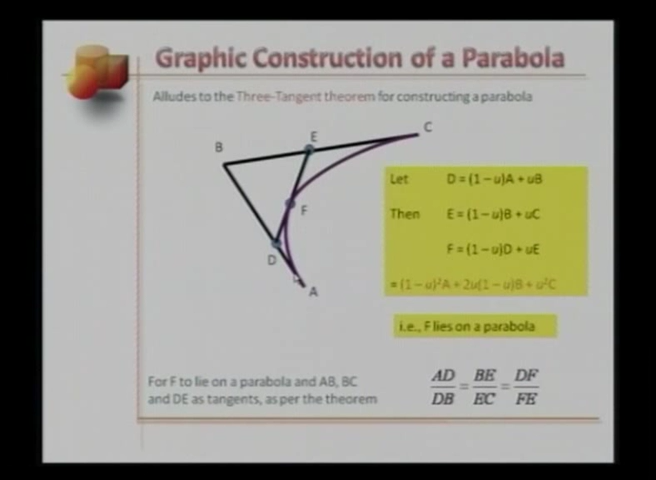 Graphic Construction of a Parabola
Alludes to the Three-Tangent theorem for constructing a parabola
B
E
C
F
D
A
Let D = (1 – u)A + uB
Then E = (1 – u)B + uC
F = (1 – u)D + uE
= (1 – u)²A + 2u(1 – u)B + u²C
i.e., F lies on a parabola
For F to lie on a parabola and AB, BC
and DE as tangents, as per the theorem
AD/DB = BE/EC = DF/FE